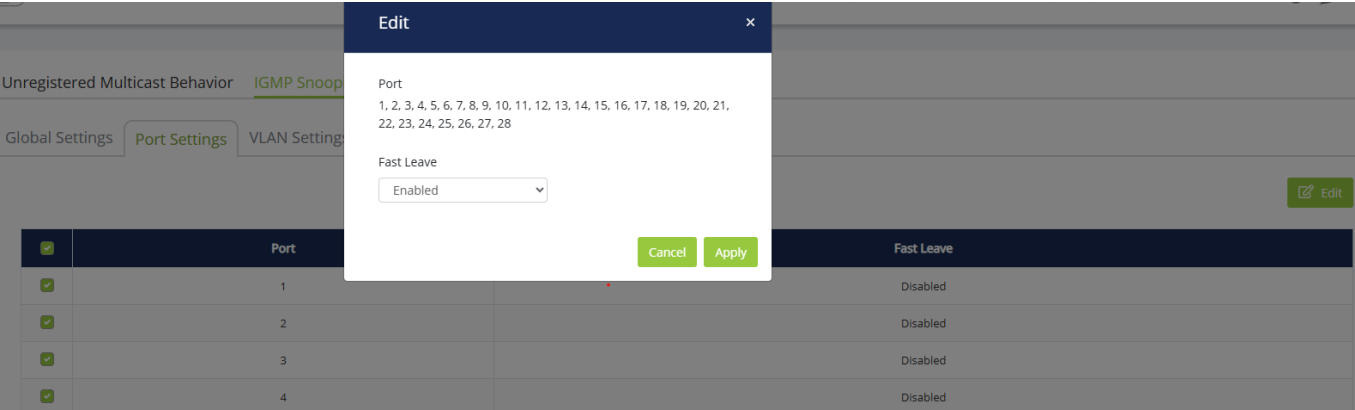 Edit ×
Unregistered Multicast Behavior IGMP Snoop
Port
1, 2, 3, 4, 5, 6, 7, 8, 9, 10, 11, 12, 13, 14, 15, 16, 17, 18, 19, 20, 21,
22, 23, 24, 25, 26, 27, 28
Global Settings Port Settings VLAN Settings
Fast Leave
Enabled
Edit
Cancel Apply
Port Fast Leave
1 Disabled
2 Disabled
3 Disabled
4 Disabled